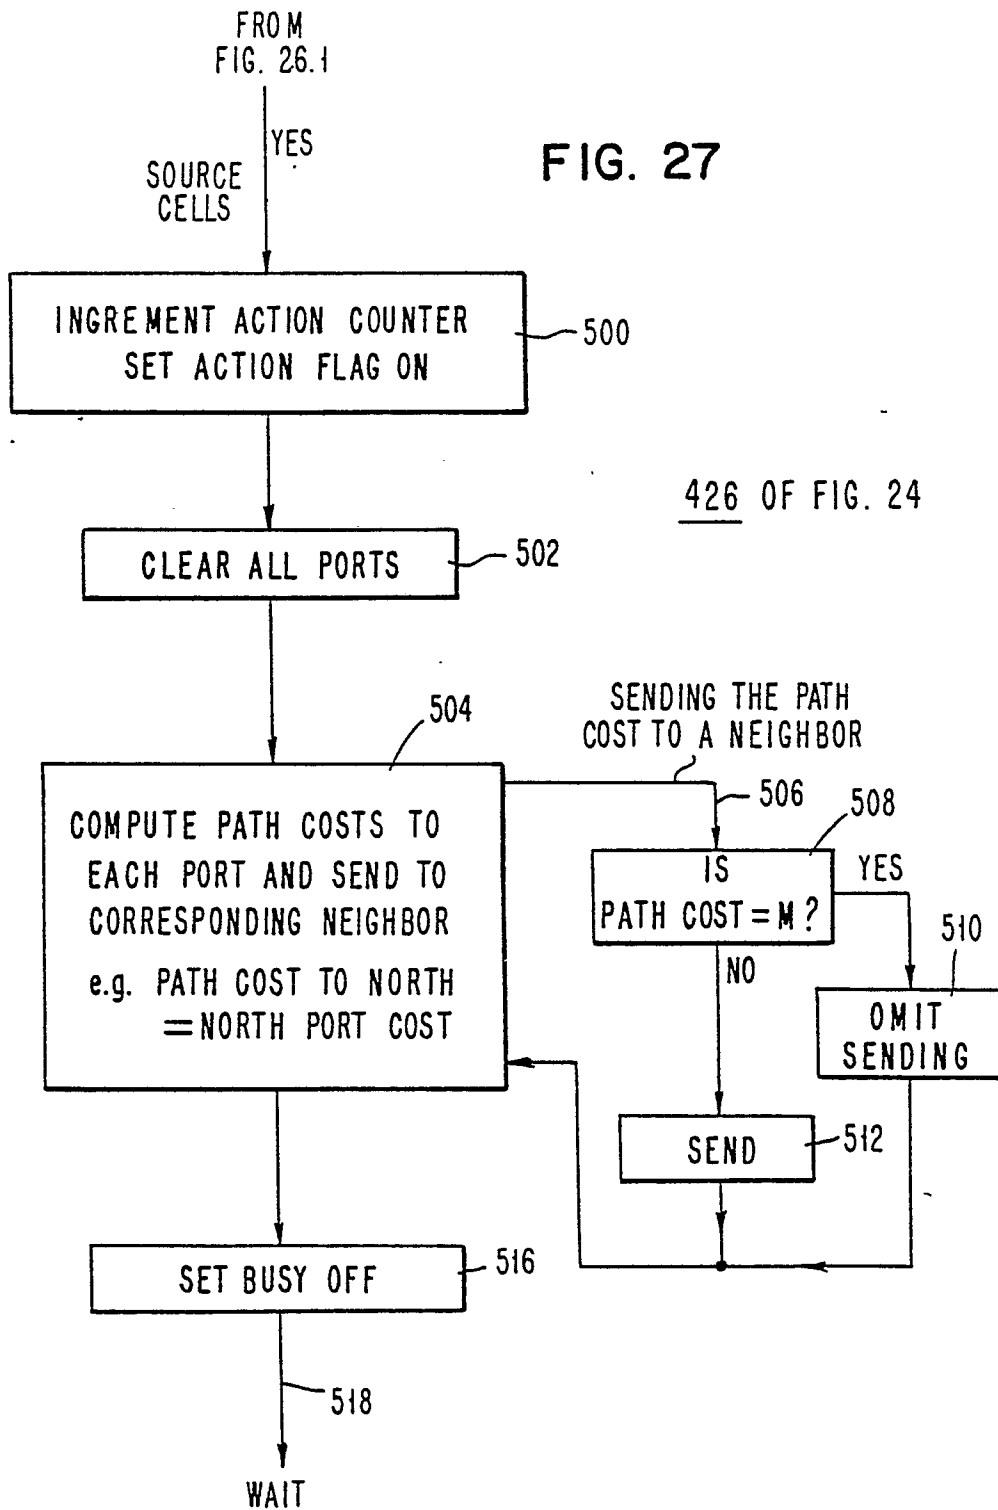 FROM
FIG. 26.1
YES
FIG. 27
SOURCE
CELLS
INGREMENT ACTION COUNTER
SET ACTION FLAG ON
500
426 OF FIG. 24
CLEAR ALL PORTS
502
504
SENDING THE PATH
COST TO A NEIGHBOR
506
508
COMPUTE PATH COSTS TO
EACH PORT AND SEND TO
CORRESPONDING NEIGHBOR
e.g. PATH COST TO NORTH
=NORTH PORT COST
IS
PATH COST = M?
YES
NO
510
OMIT
SENDING
SEND
512
SET BUSY OFF
516
518
WAIT